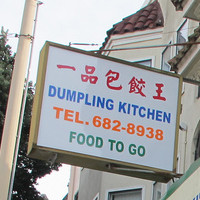 一品包餃王
DUMPLING KITCHEN
TEL. 682-8938
FOOD TO GO